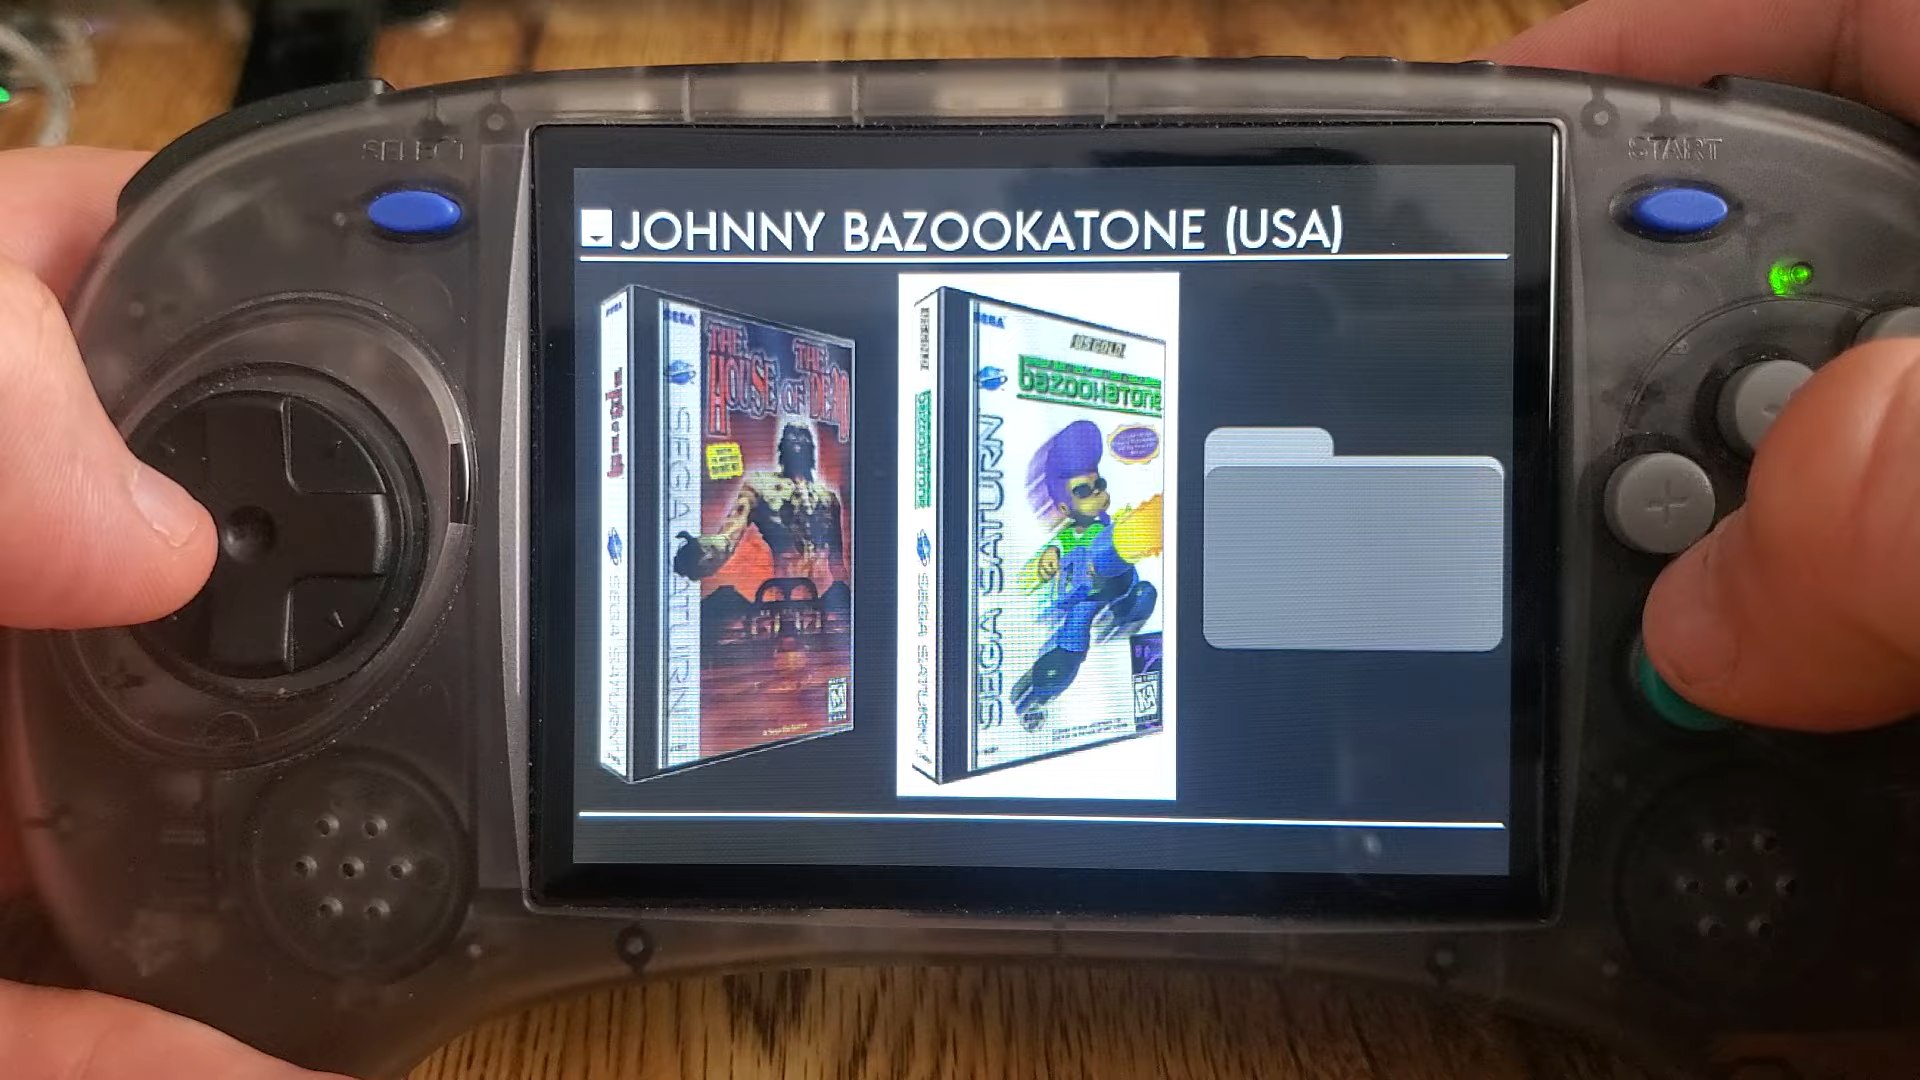 SELECT
START
JOHNNY BAZOOKATONE (USA)
SEGA
THE HOUSE OF THE DEAD
SEGA SATURN
SEGA SATURN
M
SEGA
U.S. GOLD
bazookatone
SEGA SATURN
SEGA SATURN
KA